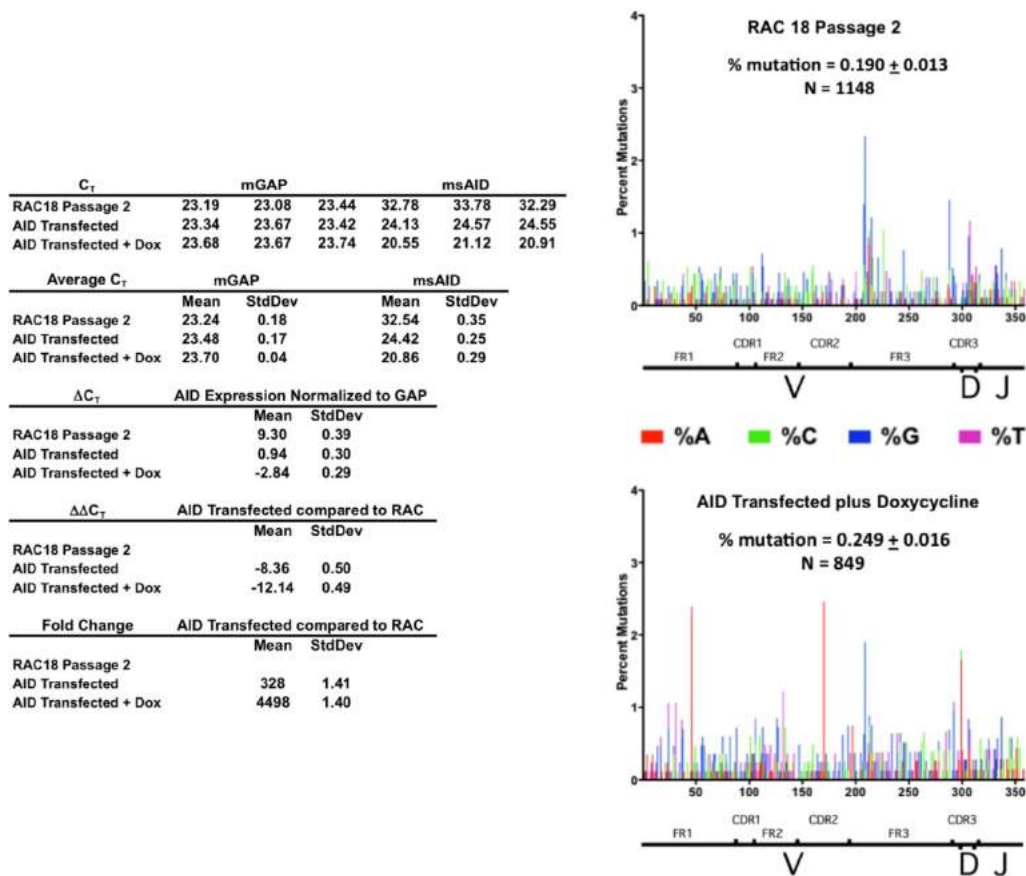 C_T mGAP msAID
RAC18 Passage 2 23.19 23.08 23.44 32.78 33.78 32.29
AID Transfected 23.34 23.67 23.42 24.13 24.57 24.55
AID Transfected + Dox 23.68 23.67 23.74 20.55 21.12 20.91
Average C_T mGAP msAID
Mean StdDev Mean StdDev
RAC18 Passage 2 23.24 0.18 32.54 0.35
AID Transfected 23.48 0.17 24.42 0.25
AID Transfected + Dox 23.70 0.04 20.86 0.29
ΔC_T AID Expression Normalized to GAP
Mean StdDev
RAC18 Passage 2 9.30 0.39
AID Transfected 0.94 0.30
AID Transfected + Dox -2.84 0.29
ΔΔC_T AID Transfected compared to RAC
Mean StdDev
RAC18 Passage 2
AID Transfected -8.36 0.50
AID Transfected + Dox -12.14 0.49
Fold Change AID Transfected compared to RAC
Mean StdDev
RAC18 Passage 2
AID Transfected 328 1.41
AID Transfected + Dox 4498 1.40
RAC 18 Passage 2
% mutation = 0.190 ± 0.013
N = 1148
Percent Mutations
4
3
2
1
0
50 100 150 200 250 300 350
CDR1 CDR2 CDR3
FR1 FR2 FR3
V D J
%A %C %G %T
AID Transfected plus Doxycycline
% mutation = 0.249 ± 0.016
N = 849
Percent Mutations
4
3
2
1
0
50 100 150 200 250 300 350
CDR1 CDR2 CDR3
FR1 FR2 FR3
V D J